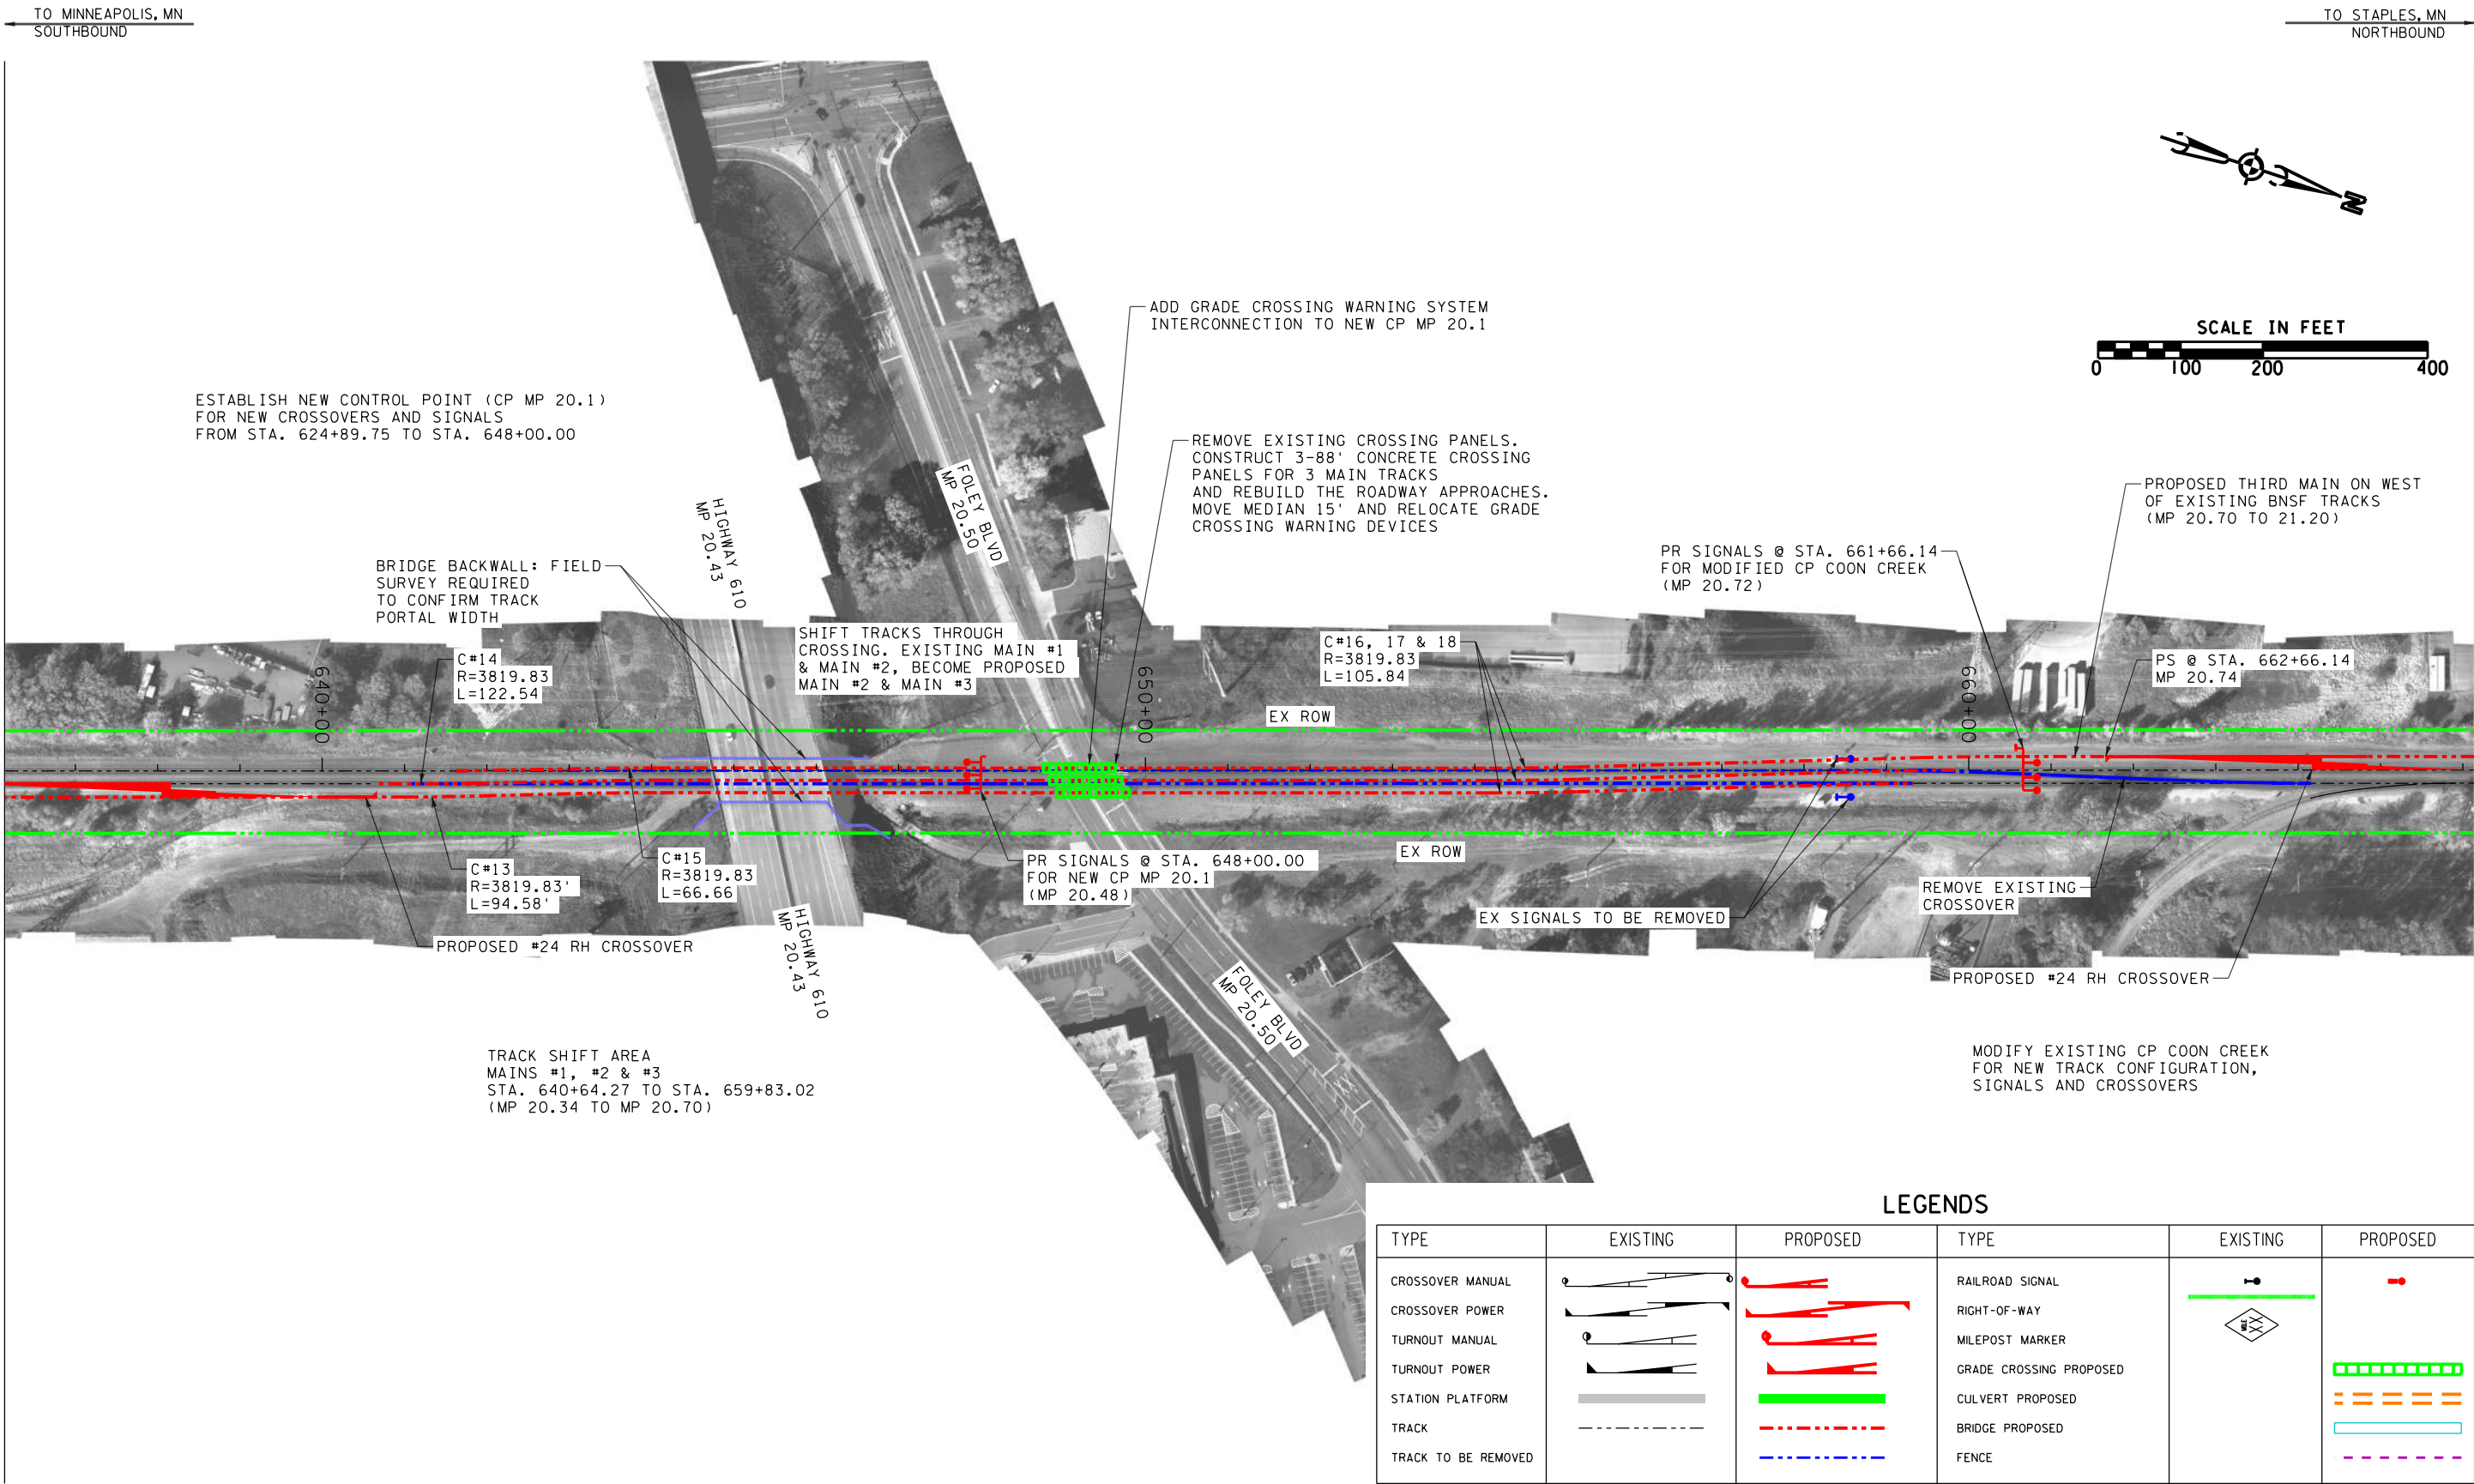 TO MINNEAPOLIS, MN
SOUTHBOUND
TO STAPLES, MN
NORTHBOUND
N
SCALE IN FEET
0 100 200 400
ADD GRADE CROSSING WARNING SYSTEM
INTERCONNECTION TO NEW CP MP 20.1
ESTABLISH NEW CONTROL POINT (CP MP 20.1)
FOR NEW CROSSOVERS AND SIGNALS
FROM STA. 624+89.75 TO STA. 648+00.00
REMOVE EXISTING CROSSING PANELS.
CONSTRUCT 3-88' CONCRETE CROSSING
PANELS FOR 3 MAIN TRACKS
AND REBUILD THE ROADWAY APPROACHES.
MOVE MEDIAN 15' AND RELOCATE GRADE
CROSSING WARNING DEVICES
FOLEY BLVD
MP 20.50
HIGHWAY 610
MP 20.43
PROPOSED THIRD MAIN ON WEST
OF EXISTING BNSF TRACKS
(MP 20.70 TO 21.20)
BRIDGE BACKWALL: FIELD
SURVEY REQUIRED
TO CONFIRM TRACK
PORTAL WIDTH
PR SIGNALS @ STA. 661+66.14
FOR MODIFIED CP COON CREEK
(MP 20.72)
SHIFT TRACKS THROUGH
CROSSING. EXISTING MAIN #1
& MAIN #2, BECOME PROPOSED
MAIN #2 & MAIN #3
C#14
R=3819.83
L=122.54
C#16, 17 & 18
R=3819.83
L=105.84
PS @ STA. 662+66.14
MP 20.74
640+00
650+00
660+00
EX ROW
EX ROW
C#13
R=3819.83'
L=94.58'
C#15
R=3819.83
L=66.66
PR SIGNALS @ STA. 648+00.00
FOR NEW CP MP 20.1
(MP 20.48)
EX SIGNALS TO BE REMOVED
REMOVE EXISTING
CROSSOVER
PROPOSED #24 RH CROSSOVER
HIGHWAY 610
MP 20.43
FOLEY BLVD
MP 20.50
PROPOSED #24 RH CROSSOVER
TRACK SHIFT AREA
MAINS #1, #2 & #3
STA. 640+64.27 TO STA. 659+83.02
(MP 20.34 TO MP 20.70)
MODIFY EXISTING CP COON CREEK
FOR NEW TRACK CONFIGURATION,
SIGNALS AND CROSSOVERS
LEGENDS
TYPE EXISTING PROPOSED TYPE EXISTING PROPOSED
CROSSOVER MANUAL RAILROAD SIGNAL
CROSSOVER POWER RIGHT-OF-WAY
MILE
XX
TURNOUT MANUAL MILEPOST MARKER
TURNOUT POWER GRADE CROSSING PROPOSED
STATION PLATFORM CULVERT PROPOSED
TRACK BRIDGE PROPOSED
TRACK TO BE REMOVED FENCE